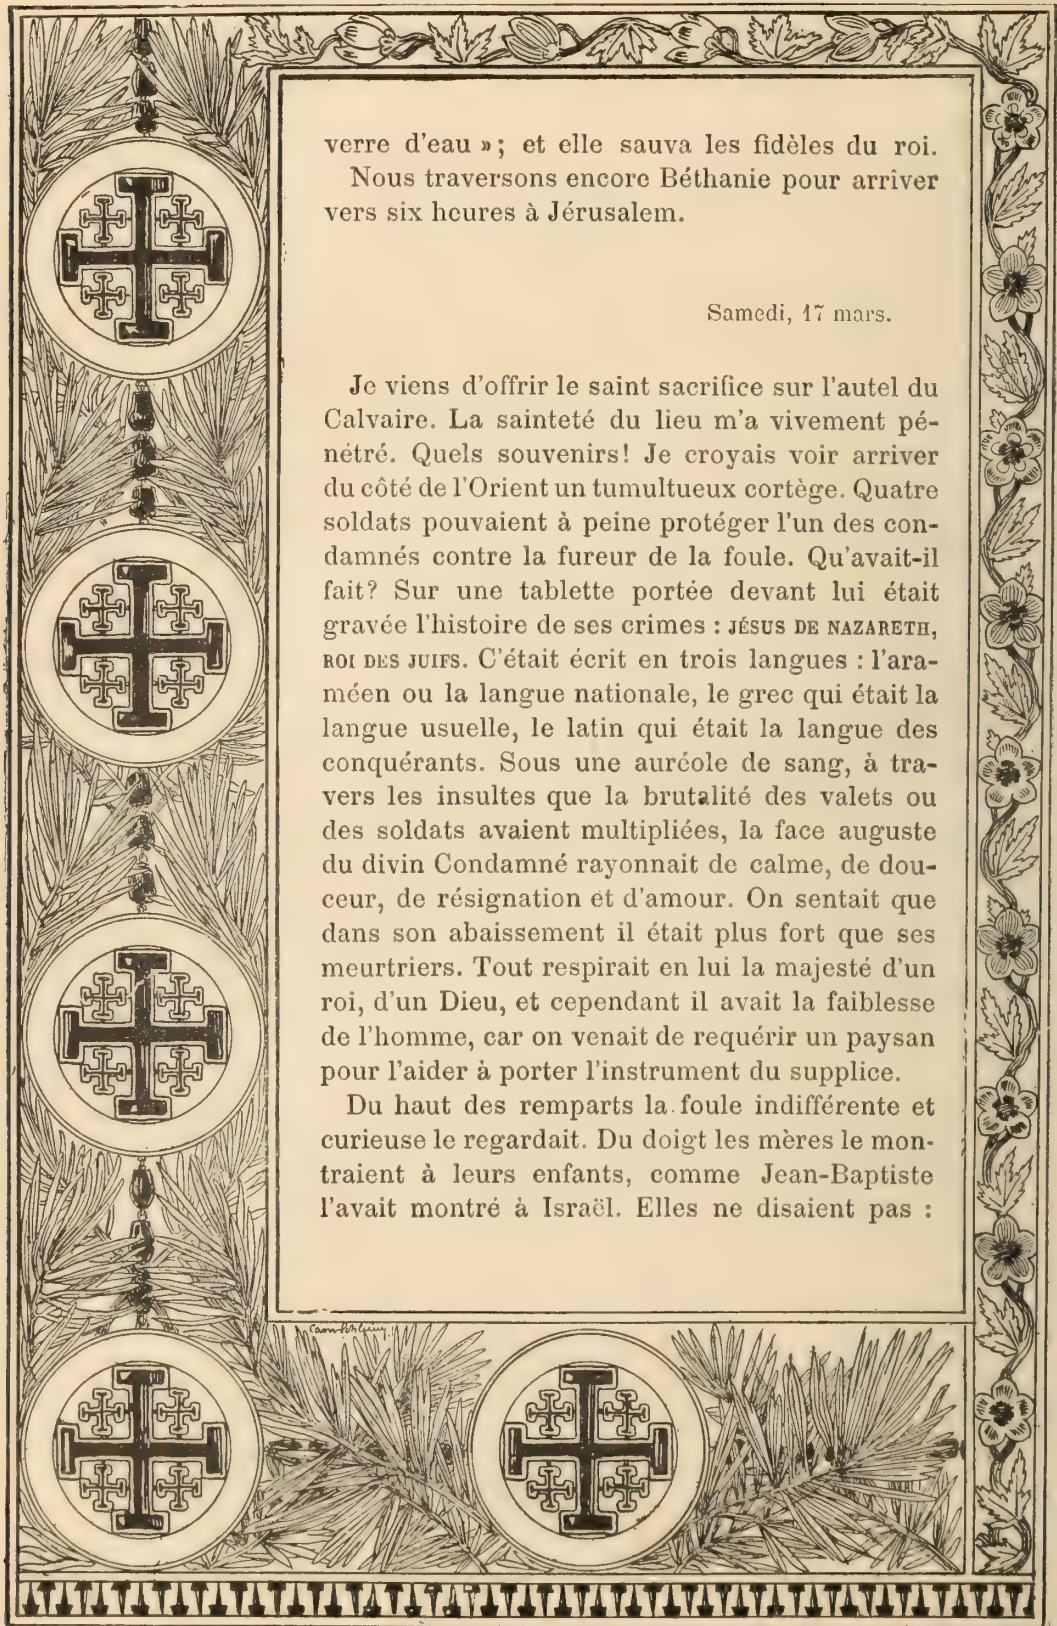 verre d'eau » ; et elle sauva les fidèles du roi.
Nous traversons encore Béthanie pour arriver
vers six heures à Jérusalem.
Samedi, 17 mars.
Je viens d'offrir le saint sacrifice sur l'autel du
Calvaire. La sainteté du lieu m'a vivement pé-
nétré. Quels souvenirs! Je croyais voir arriver
du côté de l'Orient un tumultueux cortège. Quatre
soldats pouvaient à peine protéger l'un des con-
damnés contre la fureur de la foule. Qu'avait-il
fait? Sur une tablette portée devant lui était
gravée l'histoire de ses crimes : JÉSUS DE NAZARETH,
ROI DES JUIFS. C'était écrit en trois langues : l'ara-
méen ou la langue nationale, le grec qui était la
langue usuelle, le latin qui était la langue des
conquérants. Sous une auréole de sang, à tra-
vers les insultes que la brutalité des valets ou
des soldats avaient multipliées, la face auguste
du divin Condamné rayonnait de calme, de dou-
ceur, de résignation et d'amour. On sentait que
dans son abaissement il était plus fort que ses
meurtriers. Tout respirait en lui la majesté d'un
roi, d'un Dieu, et cependant il avait la faiblesse
de l'homme, car on venait de requérir un paysan
pour l'aider à porter l'instrument du supplice.
Du haut des remparts la foule indifférente et
curieuse le regardait. Du doigt les mères le mon-
traient à leurs enfants, comme Jean-Baptiste
l'avait montré à Israël. Elles ne disaient pas :